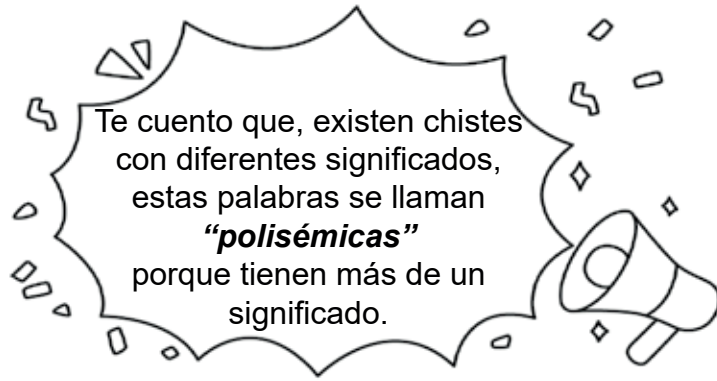 Te cuento que, existen chistes
con diferentes significados,
estas palabras se llaman
“polisémicas”
porque tienen más de un
significado.